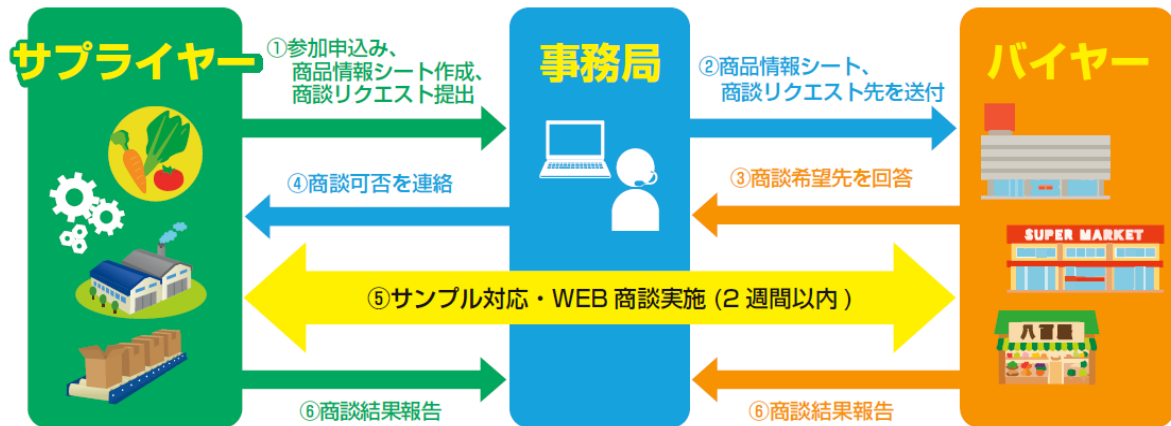 サプライヤー
①参加申込み、
商品情報シート作成、
商談リクエスト提出
事務局
②商品情報シート、
商談リクエスト先を送付
バイヤー
④商談可否を連絡
③商談希望先を回答
SUPER MARKET
⑤サンプル対応・WEB商談実施(2週間以内)
八百屋
⑥商談結果報告
⑥商談結果報告